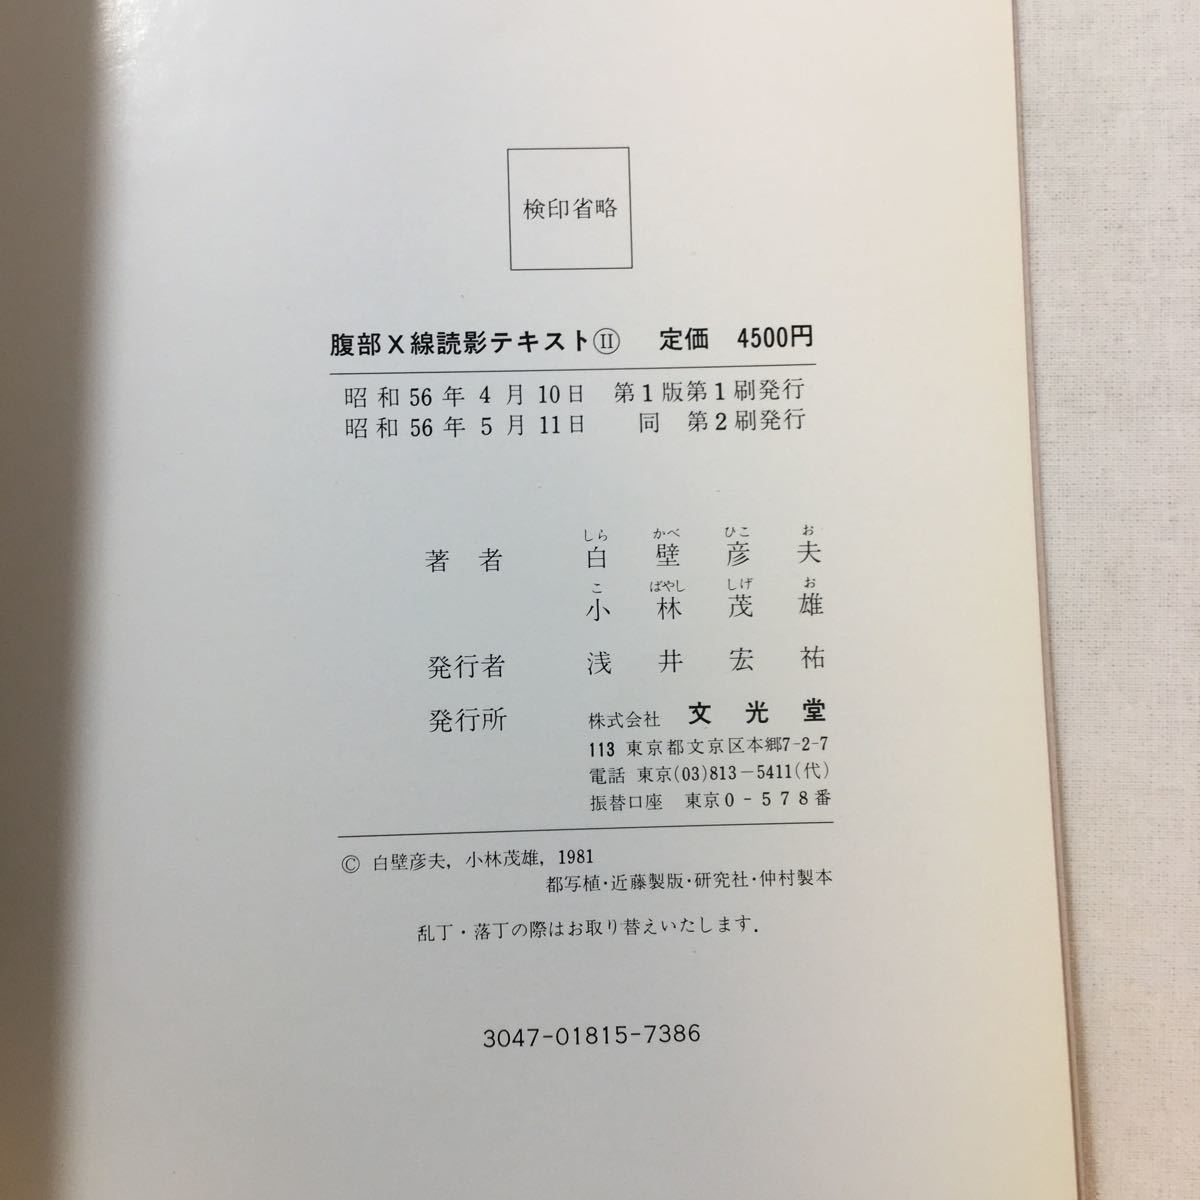 検印省略
腹部X線読影テキストⅡ 定価 4500円
昭和56年4月10日 第1版第1刷発行
昭和56年5月11日 同 第2刷発行
しら かべ ひこ お
著者 白壁彦夫
こ ばやし しげ お
小林茂雄
発行者 浅井宏祐
発行所 株式会社 文光堂
113 東京都文京区本郷7-2-7
電話 東京(03)813-5411(代)
振替口座 東京0-578番
© 白壁彦夫, 小林茂雄, 1981
都写植・近藤製版・研究社・仲村製本
乱丁・落丁の際はお取り替えいたします.
3047-01815-7386